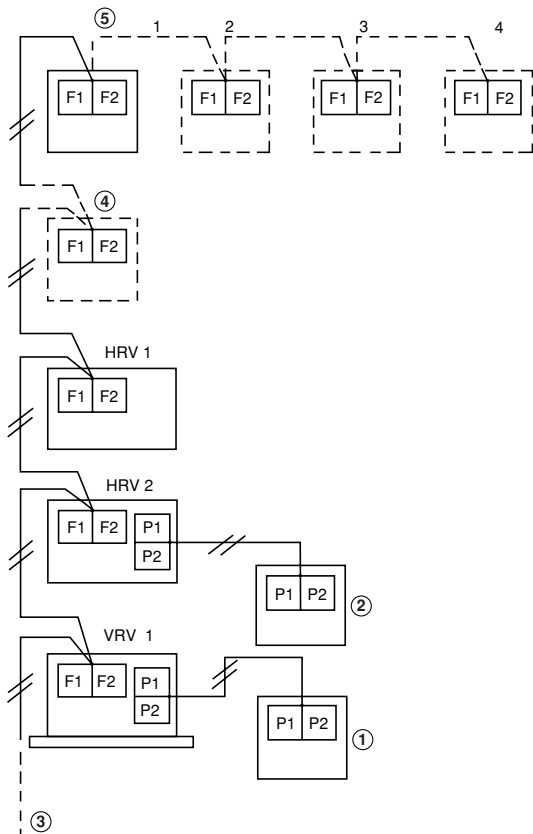 ⑤ 1 2 3 4
F1 F2 F1 F2 F1 F2 F1 F2
④
F1 F2
HRV 1
F1 F2
HRV 2
F1 F2 P1
P2
P1 P2 ②
VRV 1
F1 F2 P1
P2
P1 P2 ①
③